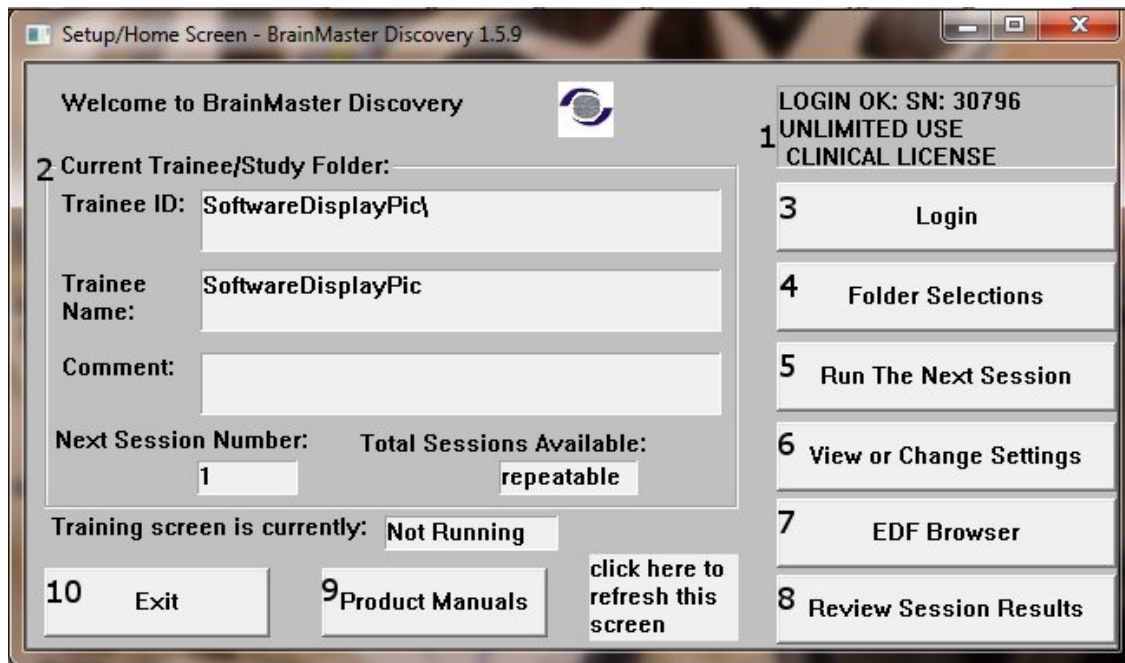 Setup/Home Screen - BrainMaster Discovery 1.5.9
Welcome to BrainMaster Discovery
1
LOGIN OK: SN: 30796
UNLIMITED USE
CLINICAL LICENSE
2 Current Trainee/Study Folder:
Trainee ID: SoftwareDisplayPic\
Trainee
Name:
SoftwareDisplayPic
Comment:
Next Session Number:
1
Total Sessions Available:
repeatable
Training screen is currently: Not Running
3 Login
4 Folder Selections
5 Run The Next Session
6 View or Change Settings
7 EDF Browser
8 Review Session Results
10 Exit
9 Product Manuals
click here to
refresh this
screen